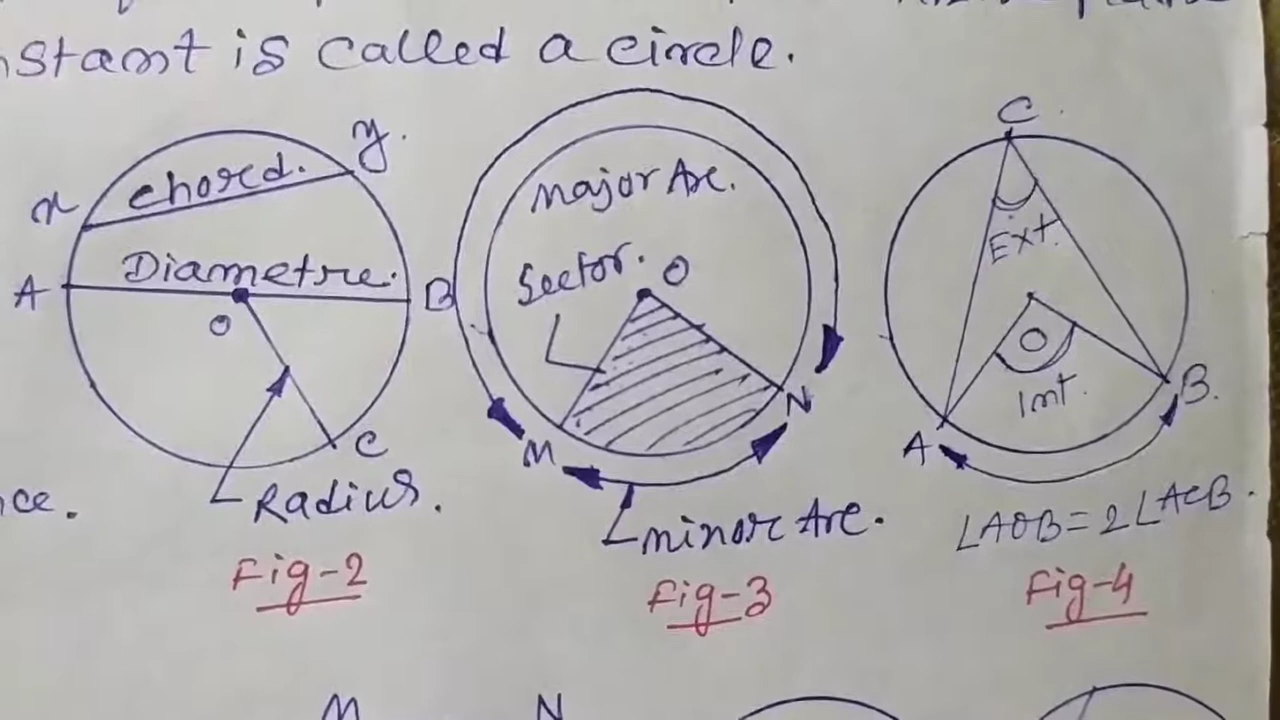 nstant is called a circle.
x
chored.
y.
A
Diametre.
B
O
C
Radius.
Fig-2
Major Arc.
Sector.
O
M
N
minor Arc.
Fig-3
C.
Ext.
O
Int.
A
B.
∠AOB = 2∠ACB.
Fig-4
nce.
M
N